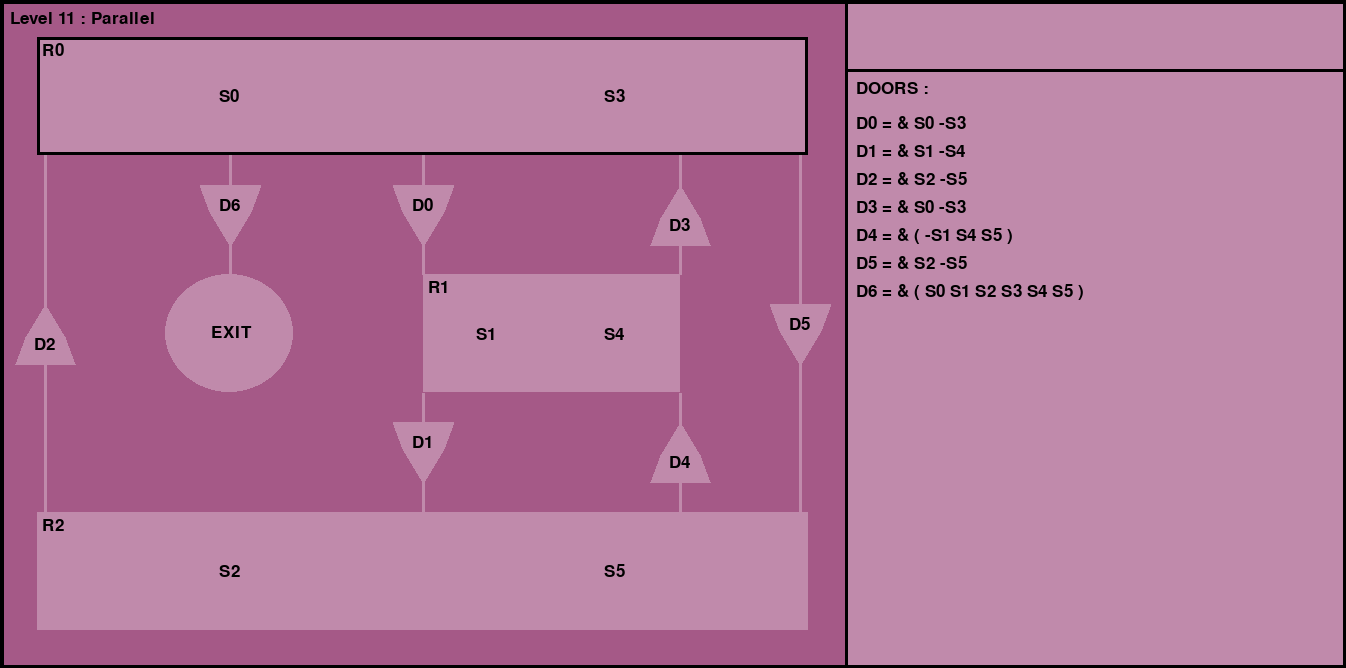 Level 11 : Parallel
R0
S0 S3
D6 D0 D3
EXIT
R1
S1 S4
D2 D5
D1 D4
R2
S2 S5
DOORS :
D0 = & S0 -S3
D1 = & S1 -S4
D2 = & S2 -S5
D3 = & S0 -S3
D4 = & ( -S1 S4 S5 )
D5 = & S2 -S5
D6 = & ( S0 S1 S2 S3 S4 S5 )